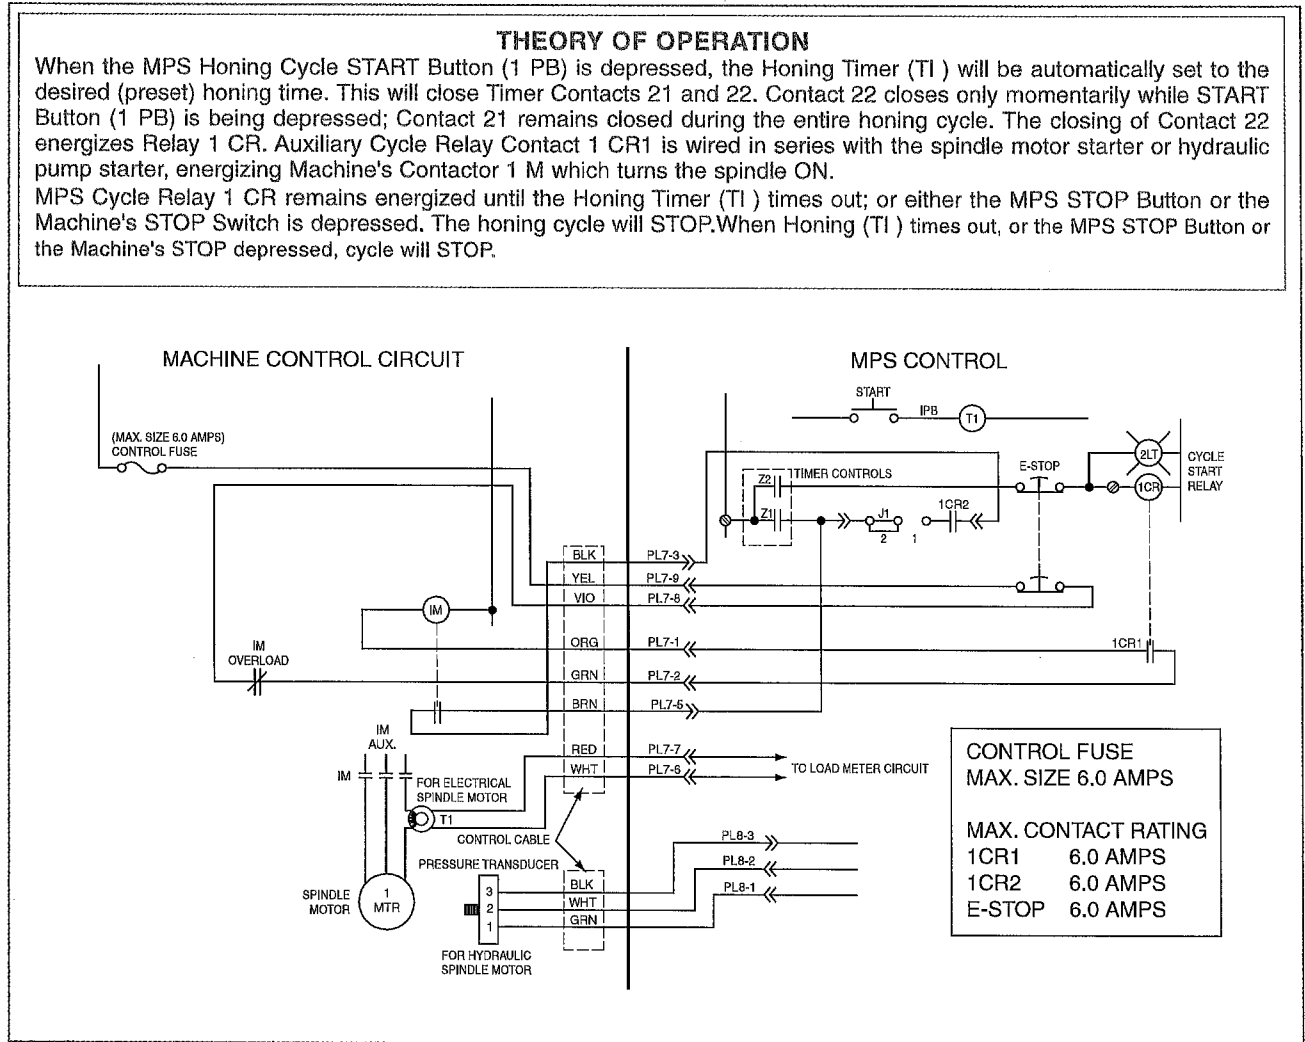 THEORY OF OPERATION
When the MPS Honing Cycle START Button (1 PB) is depressed, the Honing Timer (TI ) will be automatically set to the
desired (preset) honing time. This will close Timer Contacts 21 and 22. Contact 22 closes only momentarily while START
Button (1 PB) is being depressed; Contact 21 remains closed during the entire honing cycle. The closing of Contact 22
energizes Relay 1 CR. Auxiliary Cycle Relay Contact 1 CR1 is wired in series with the spindle motor starter or hydraulic
pump starter, energizing Machine's Contactor 1 M which turns the spindle ON.
MPS Cycle Relay 1 CR remains energized until the Honing Timer (TI ) times out; or either the MPS STOP Button or the
Machine's STOP Switch is depressed. The honing cycle will STOP.When Honing (TI ) times out, or the MPS STOP Button or
the Machine's STOP depressed, cycle will STOP.
MACHINE CONTROL CIRCUIT
MPS CONTROL
START
IPB
T1
(MAX. SIZE 6.0 AMPS)
CONTROL FUSE
E-STOP
2LT
CYCLE
START
RELAY
1CR
Z2
TIMER CONTROLS
Z1
J1
2
1
1CR2
BLK
PL7-3
YEL
PL7-9
VIO
PL7-8
IM
ORG
PL7-1
1CR1
IM
OVERLOAD
GRN
PL7-2
BRN
PL7-5
IM
AUX.
RED
PL7-7
WHT
PL7-6
TO LOAD METER CIRCUIT
IM
FOR ELECTRICAL
SPINDLE MOTOR
T1
CONTROL CABLE
PL8-3
PRESSURE TRANSDUCER
PL8-2
PL8-1
SPINDLE
MOTOR
1
MTR
3
2
1
BLK
WHT
GRN
FOR HYDRAULIC
SPINDLE MOTOR
CONTROL FUSE
MAX. SIZE 6.0 AMPS
MAX. CONTACT RATING
1CR1 6.0 AMPS
1CR2 6.0 AMPS
E-STOP 6.0 AMPS